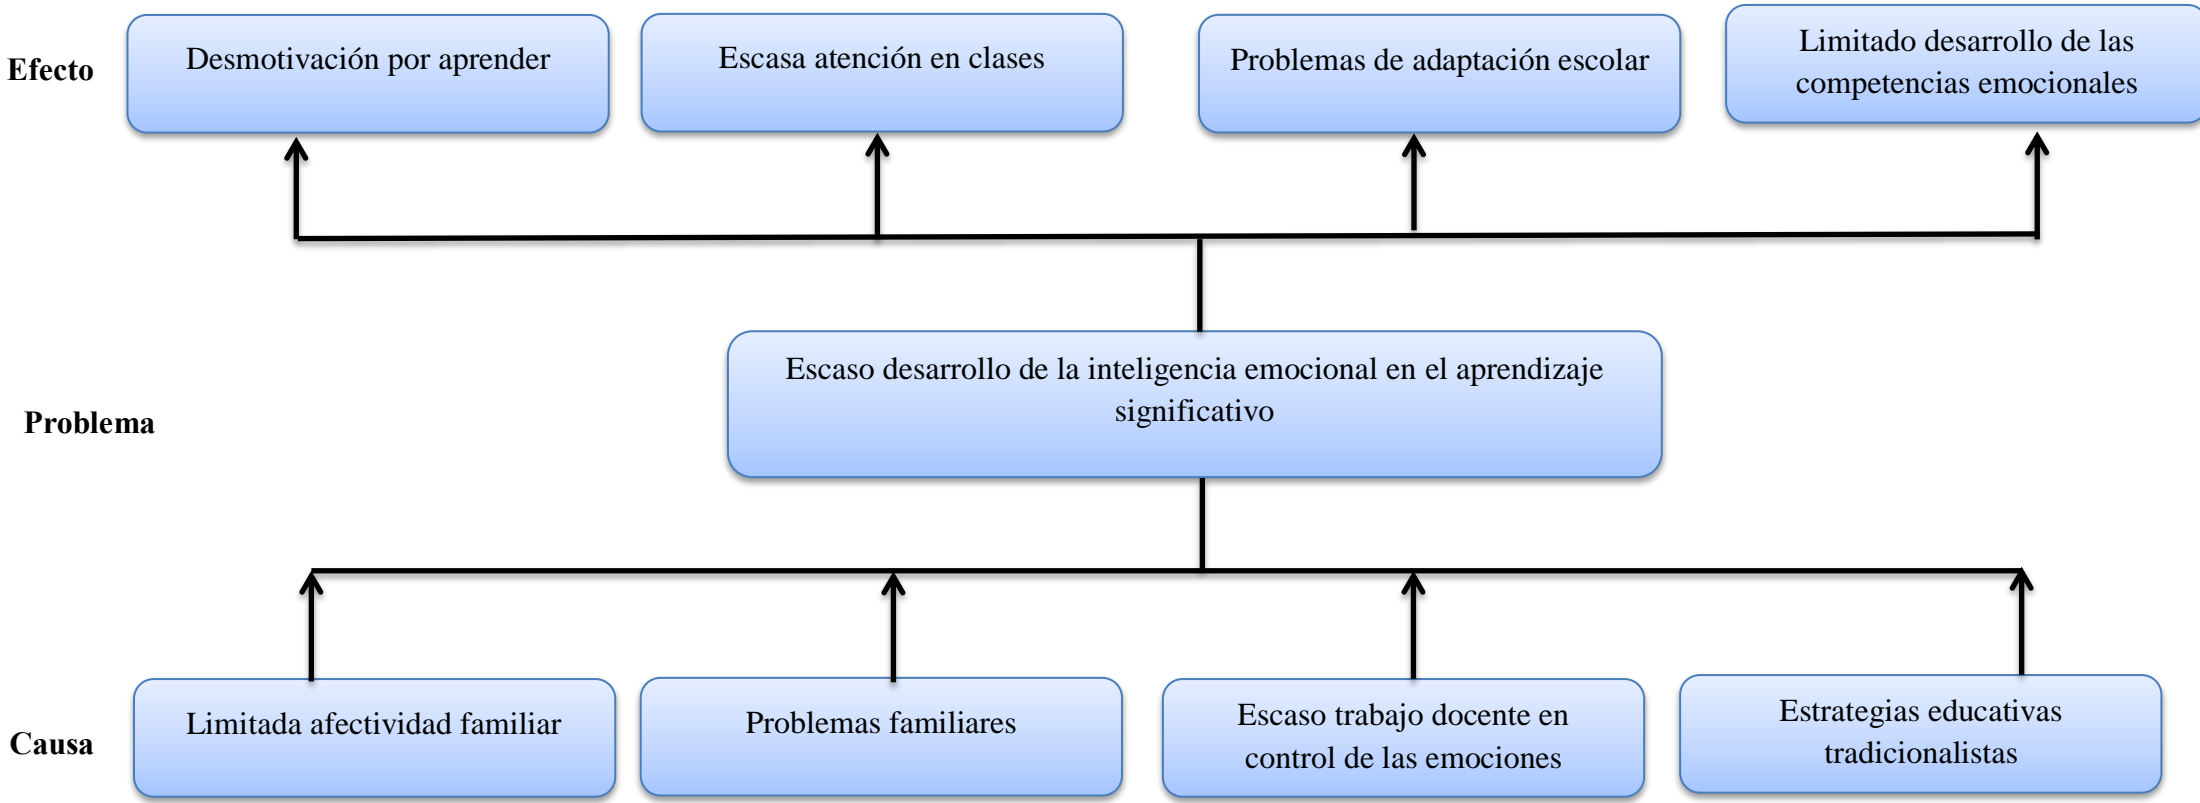 Efecto
Desmotivación por aprender
Escasa atención en clases
Problemas de adaptación escolar
Limitado desarrollo de las
competencias emocionales
Problema
Escaso desarrollo de la inteligencia emocional en el aprendizaje
significativo
Causa
Limitada afectividad familiar
Problemas familiares
Escaso trabajo docente en
control de las emociones
Estrategias educativas
tradicionalistas